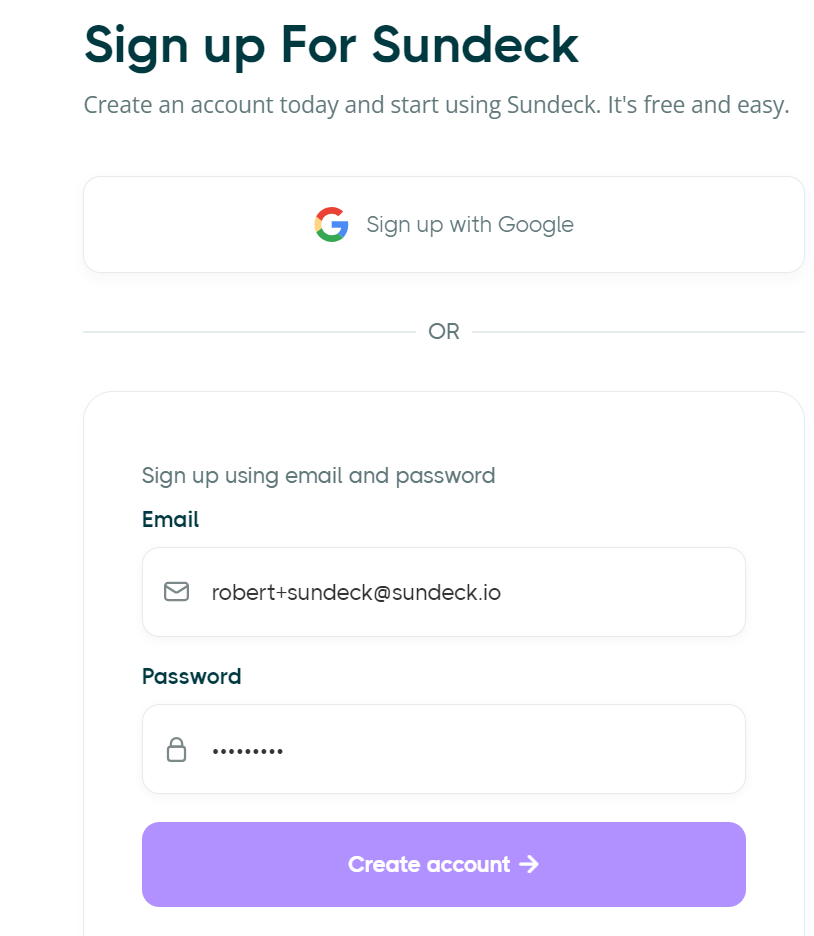 Sign up For Sundeck
Create an account today and start using Sundeck. It's free and easy.
Sign up with Google
OR
Sign up using email and password
Email
robert+sundeck@sundeck.io
Password
•••••••••
Create account →